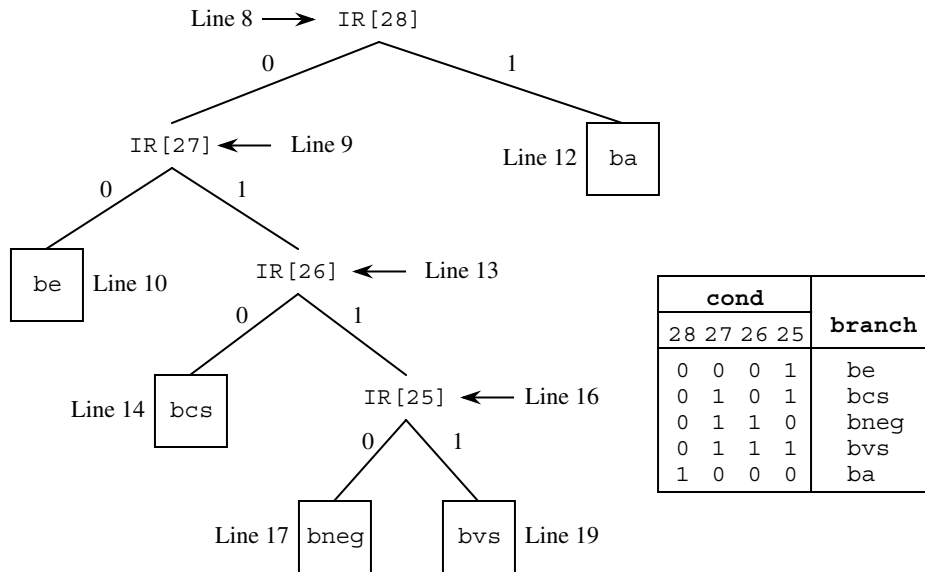 Line 8 IR[28]
0 1
IR[27] Line 9
Line 12 ba
0 1
be Line 10
IR[26] Line 13
0 1
Line 14 bcs
IR[25] Line 16
0 1
Line 17 bneg bvs Line 19
cond branch
28 27 26 25
0 0 0 1 be
0 1 0 1 bcs
0 1 1 0 bneg
0 1 1 1 bvs
1 0 0 0 ba